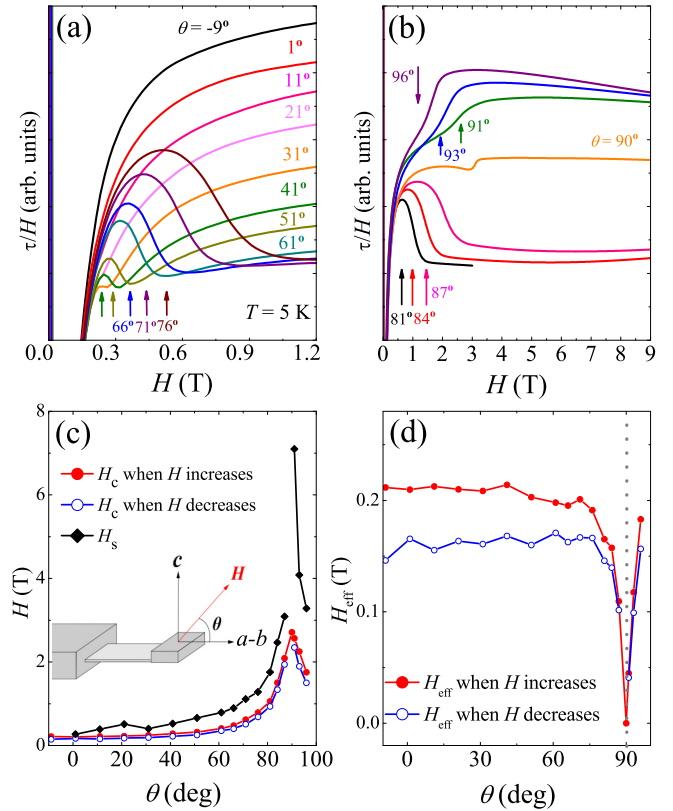 (a)
θ = -9°
1°
11°
21°
31°
41°
51°
61°
66° 71° 76°
T = 5 K
τ/H (arb. units)
0.0 0.3 0.6 0.9 1.2
H (T)
(b)
96°
91°
93°
θ = 90°
87°
81° 84°
τ/H (arb. units)
0 1 2 3 4 5 6 7 8 9
H (T)
(c)
8
6
4
2
0
H (T)
Hc when H increases
Hc when H decreases
Hs
c
H
θ
a-b
0 20 40 60 80 100
θ (deg)
(d)
0.2
0.1
0.0
Heff (T)
Heff when H increases
Heff when H decreases
0 30 60 90
θ (deg)